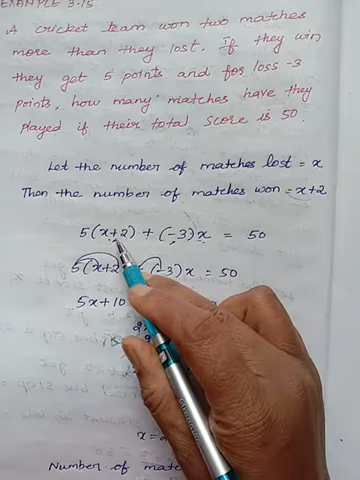 EXAMPLE 3-15
A cricket team won two matches
more than they lost. If they win
they get 5 points and for loss -3
points, how many matches have they
played if their total score is 50.
Let the number of matches lost = x
Then the number of matches won = x+2
5(x+2) + (-3)x = 50
5(x+2) (-3)x = 50
5x+10
x=2
Number of